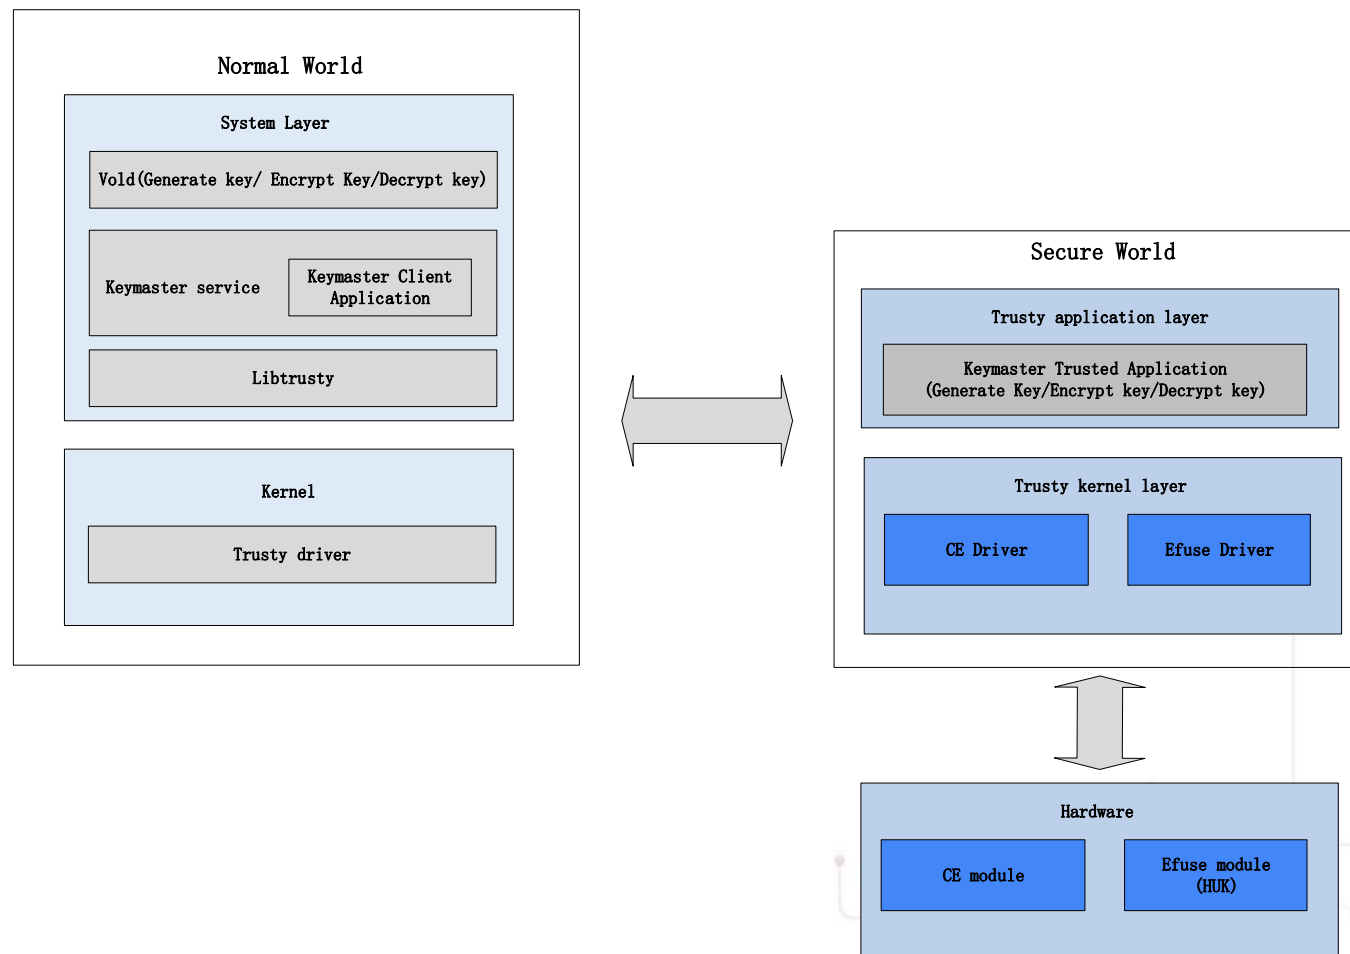 Normal World
System Layer
Vold(Generate key/ Encrypt Key/Decrypt key)
Keymaster service
Keymaster Client
Application
Libtrusty
Kernel
Trusty driver
Secure World
Trusty application layer
Keymaster Trusted Application
(Generate Key/Encrypt key/Decrypt key)
Trusty kernel layer
CE Driver
Efuse Driver
Hardware
CE module
Efuse module
(HUK)